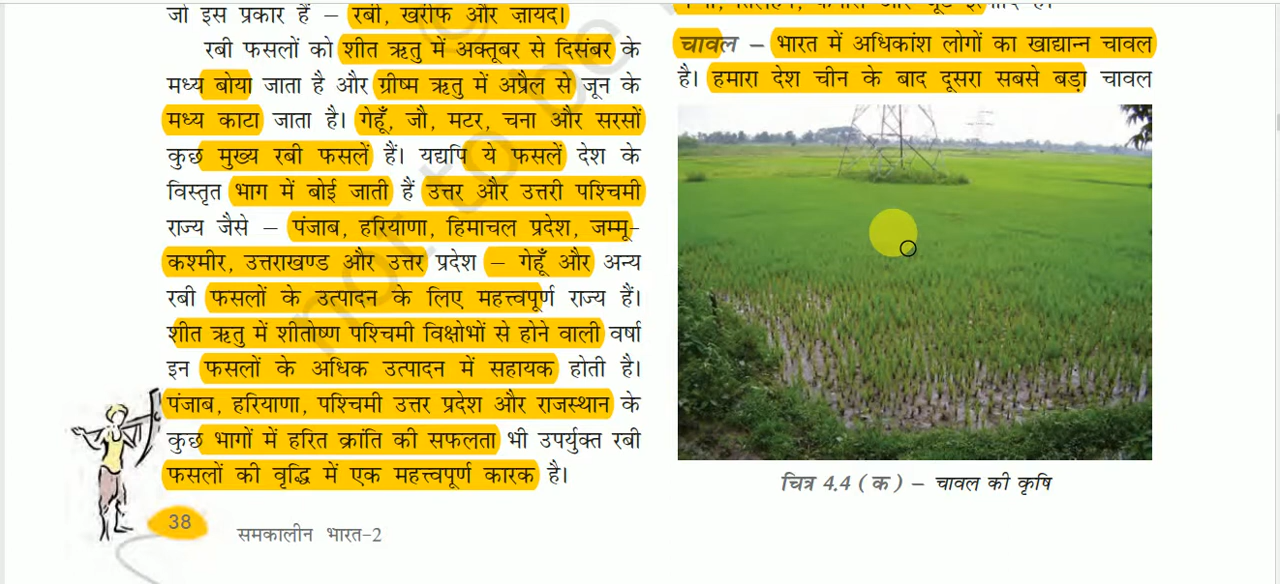 जो इस प्रकार हैं – रबी, खरीफ और ज़ायद।
रबी फसलों को शीत ऋतु में अक्तूबर से दिसंबर के
मध्य बोया जाता है और ग्रीष्म ऋतु में अप्रैल से जून के
मध्य काटा जाता है। गेहूँ, जौ, मटर, चना और सरसों
कुछ मुख्य रबी फसलें हैं। यद्यपि ये फसलें देश के
विस्तृत भाग में बोई जाती हैं उत्तर और उत्तरी पश्चिमी
राज्य जैसे – पंजाब, हरियाणा, हिमाचल प्रदेश, जम्मू-
कश्मीर, उत्तराखण्ड और उत्तर प्रदेश – गेहूँ और अन्य
रबी फसलों के उत्पादन के लिए महत्त्वपूर्ण राज्य हैं।
शीत ऋतु में शीतोष्ण पश्चिमी विक्षोभों से होने वाली वर्षा
इन फसलों के अधिक उत्पादन में सहायक होती है।
पंजाब, हरियाणा, पश्चिमी उत्तर प्रदेश और राजस्थान के
कुछ भागों में हरित क्रांति की सफलता भी उपर्युक्त रबी
फसलों की वृद्धि में एक महत्त्वपूर्ण कारक है।
38
समकालीन भारत-2
चावल – भारत में अधिकांश लोगों का खाद्यान्न चावल
है। हमारा देश चीन के बाद दूसरा सबसे बड़ा चावल
चित्र 4.4 (क) – चावल की कृषि
not to be